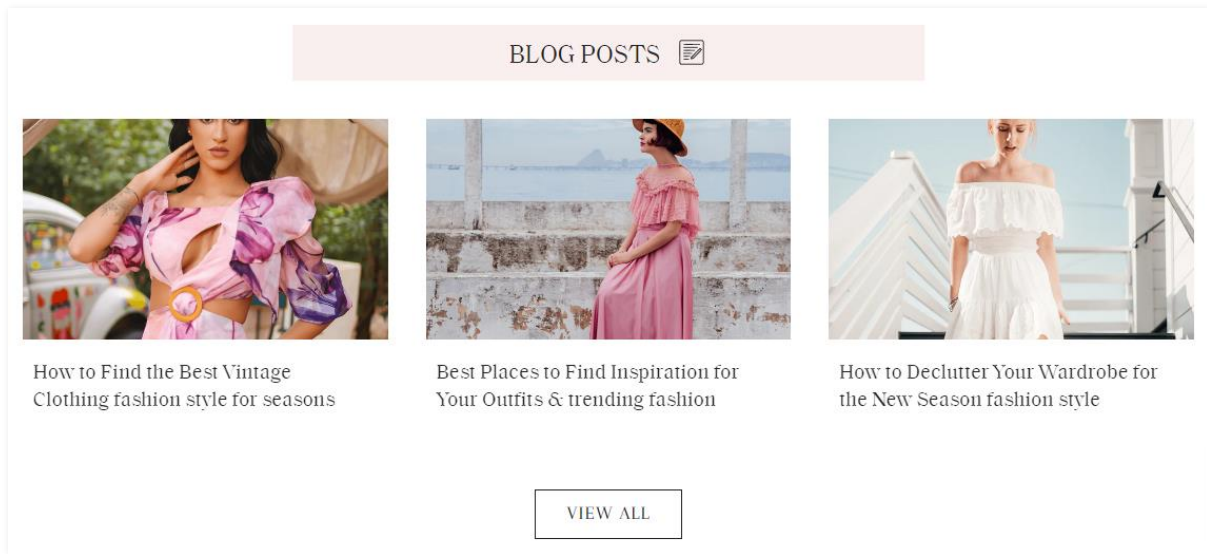 BLOG POSTS
How to Find the Best Vintage
Clothing fashion style for seasons
Best Places to Find Inspiration for
Your Outfits & trending fashion
How to Declutter Your Wardrobe for
the New Season fashion style
VIEW ALL